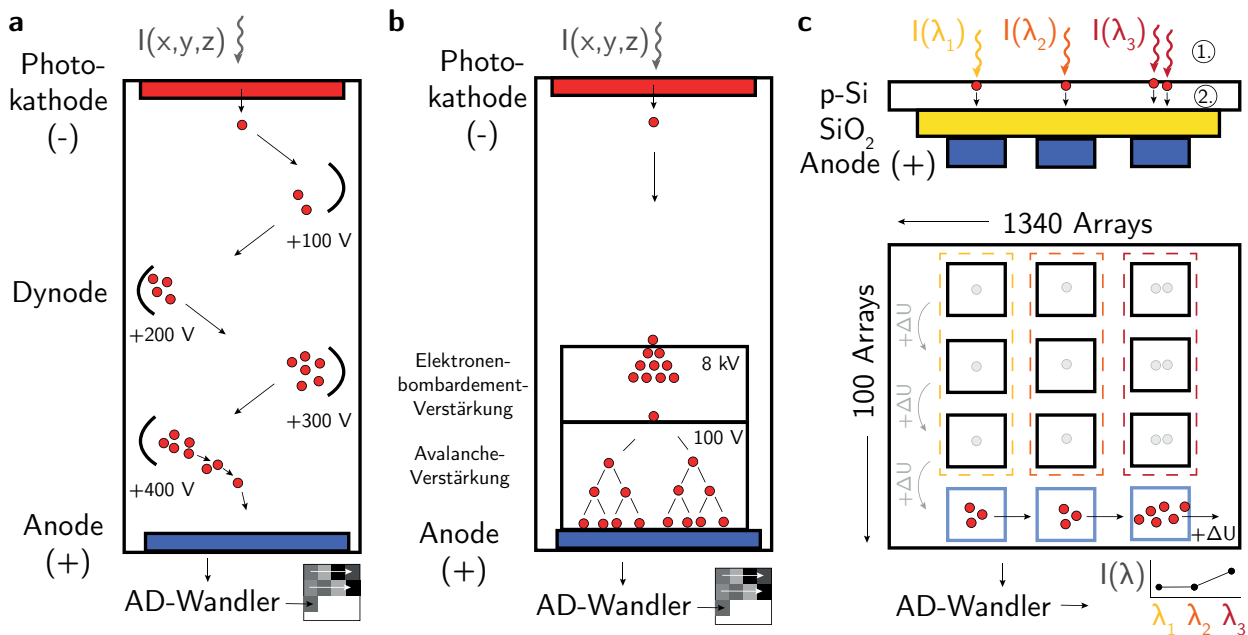 a
I(x,y,z)
Photo-
kathode
(-)
+100 V
Dynode
+200 V
+300 V
+400 V
Anode
(+)
AD-Wandler
b
I(x,y,z)
Photo-
kathode
(-)
Elektronen-
bombardement-
Verstärkung
8 kV
100 V
Avalanche-
Verstärkung
Anode
(+)
AD-Wandler
c
I(λ₁)
I(λ₂)
I(λ₃)
1.
p-Si
2.
SiO₂
Anode (+)
1340 Arrays
100 Arrays
+ΔU
+ΔU
+ΔU
+ΔU
AD-Wandler
I(λ)
λ₁ λ₂ λ₃